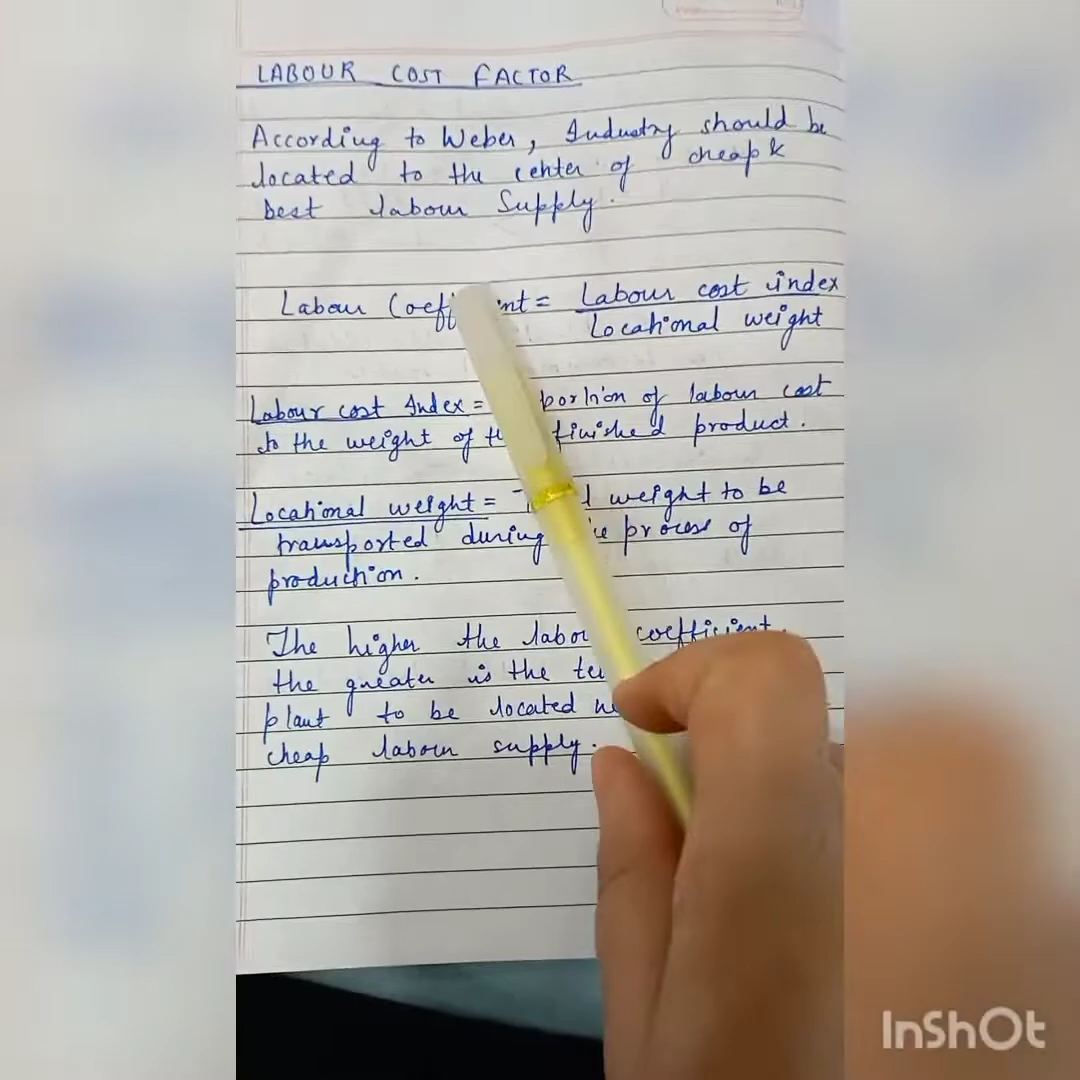 LABOUR COST FACTOR
According to Weber, Industry should be
located to the center of cheap &
best labour Supply.
Labour = Labour cost index
Locational weight
Labour cost Index = of labour cost
to the weight of finished product.
Locational weight = weight to be
transported during process of
production.
The higher the coefficient,
the greater is the
plant to be located
cheap labour supply.
InShOt